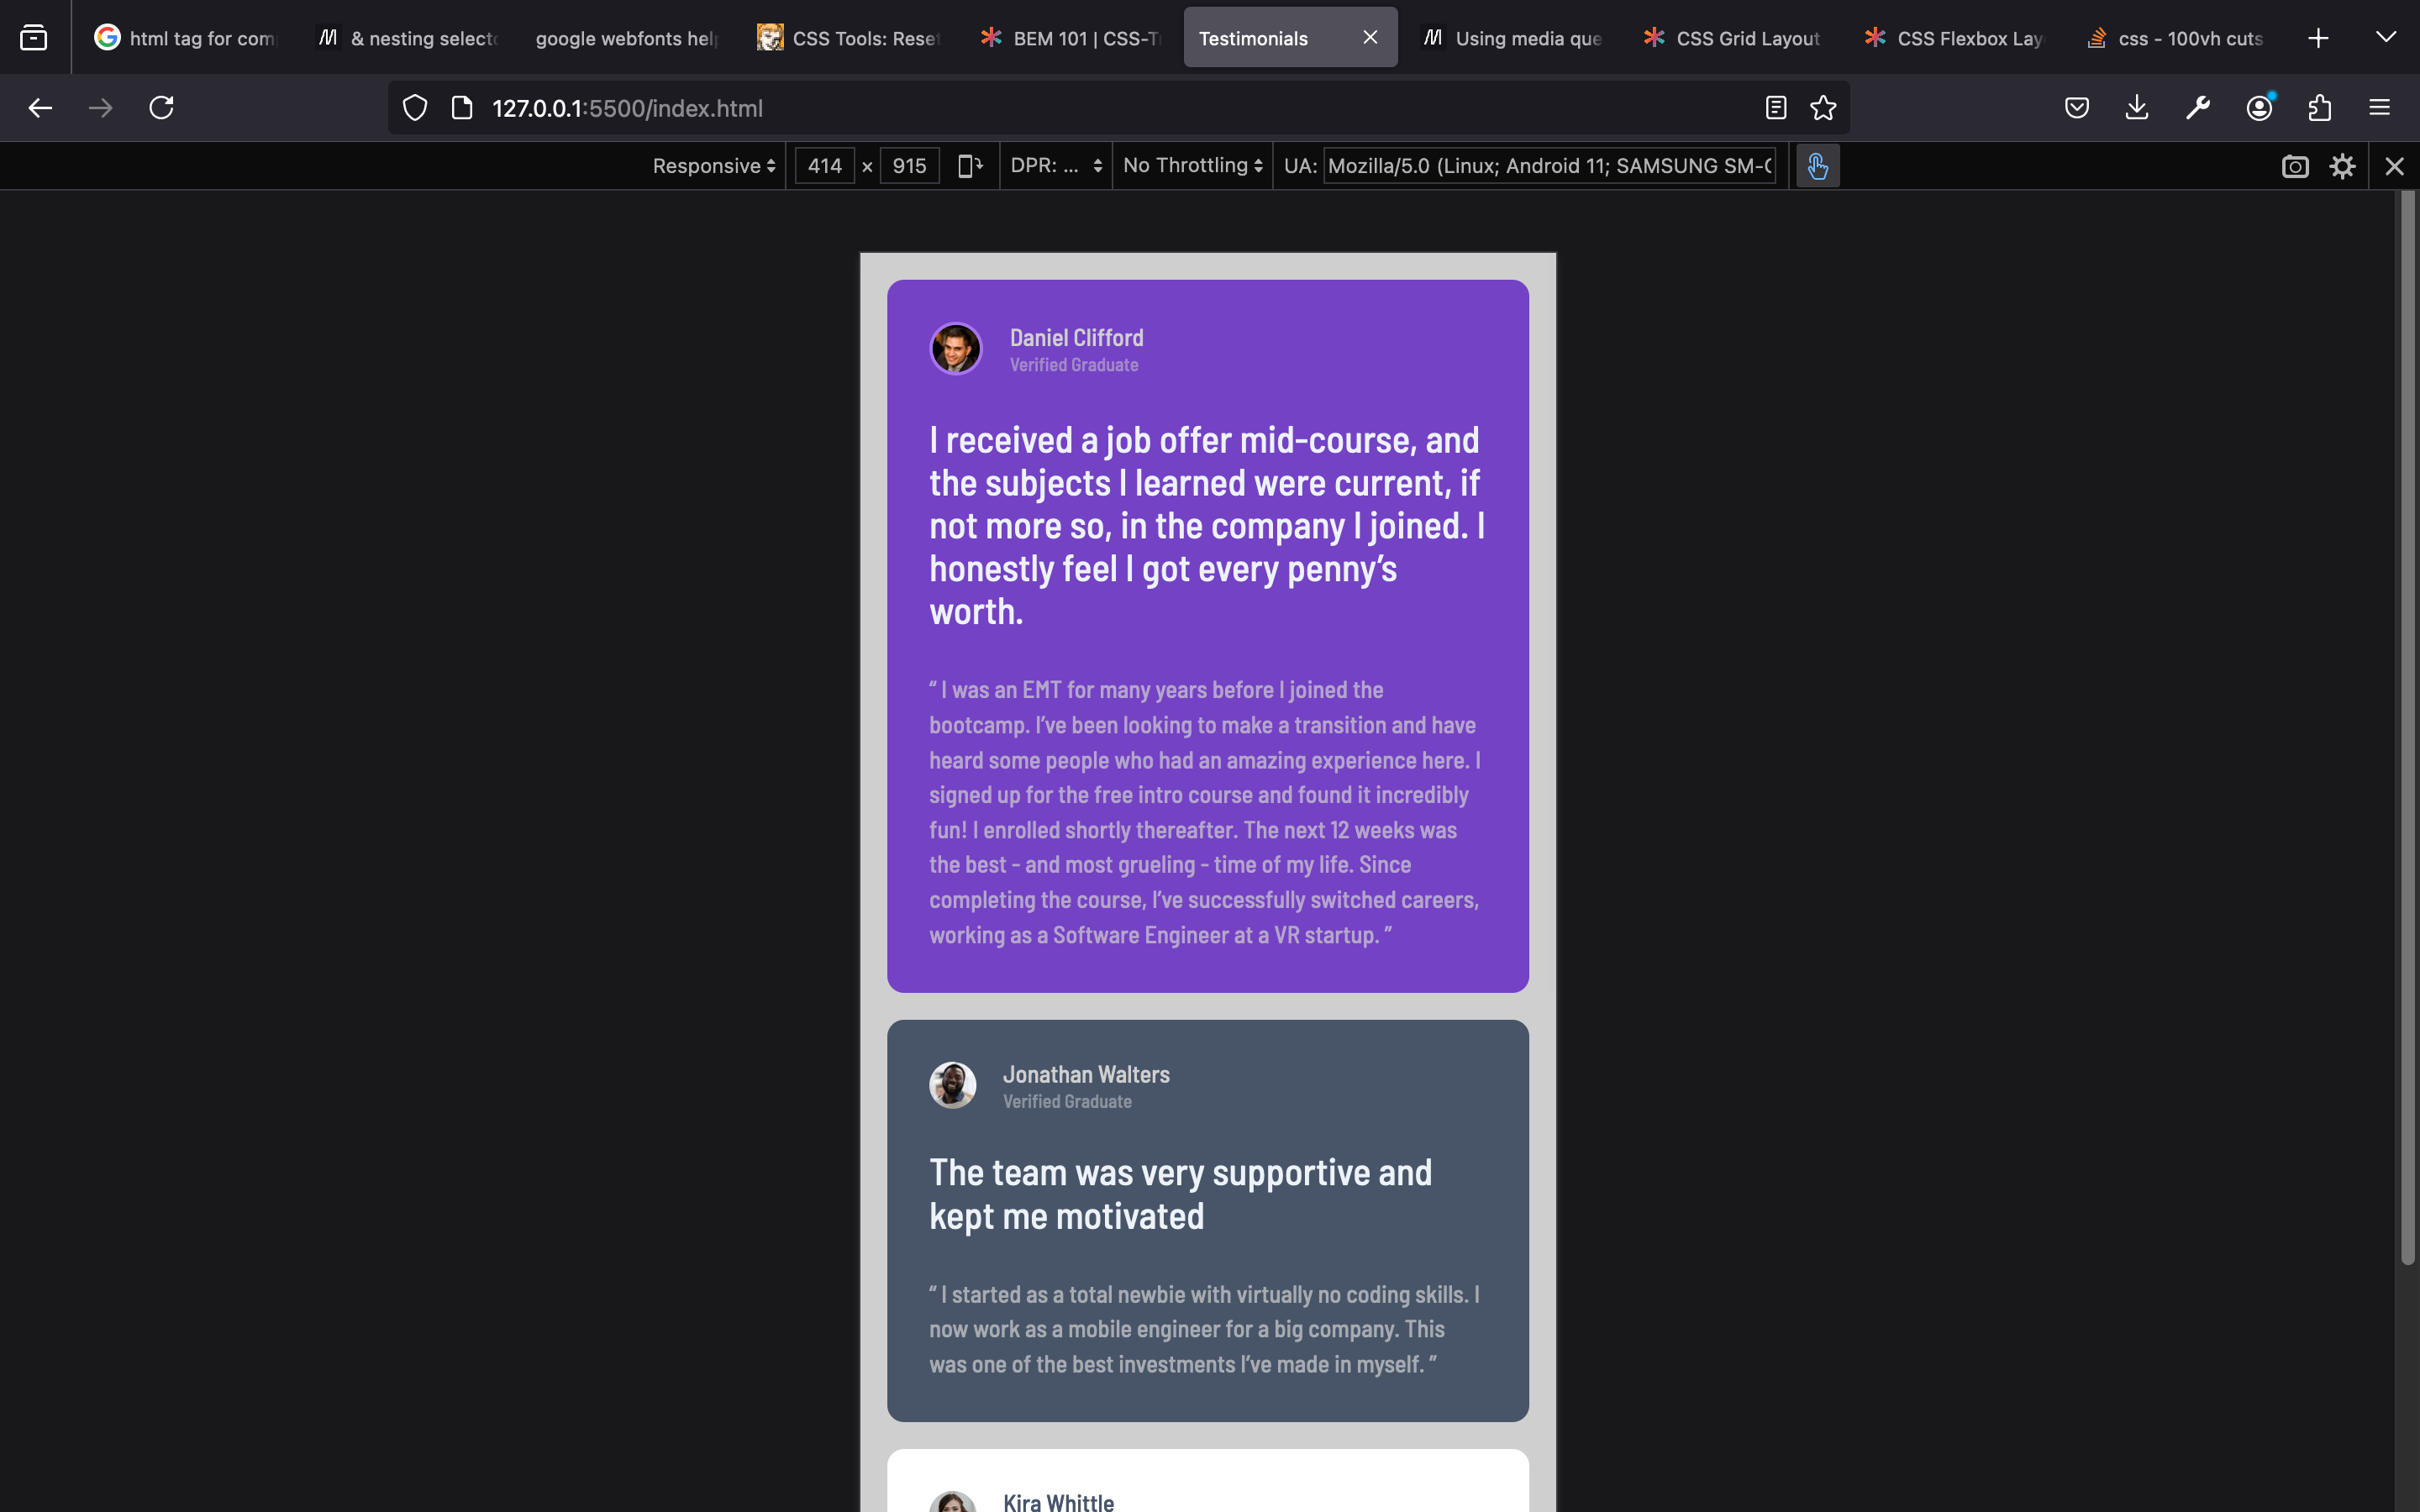 html tag for com
& nesting select
google webfonts hel
CSS Tools: Reset
BEM 101 | CSS-T
Testimonials
Using media que
CSS Grid Layout
CSS Flexbox Lay
css - 100vh cuts
127.0.0.1:5500/index.html
Responsive
414 × 915
DPR: ...
No Throttling
UA: Mozilla/5.0 (Linux; Android 11; SAMSUNG SM-G
Daniel Clifford
Verified Graduate
I received a job offer mid-course, and
the subjects I learned were current, if
not more so, in the company I joined. I
honestly feel I got every penny’s
worth.
“ I was an EMT for many years before I joined the
bootcamp. I’ve been looking to make a transition and have
heard some people who had an amazing experience here. I
signed up for the free intro course and found it incredibly
fun! I enrolled shortly thereafter. The next 12 weeks was
the best - and most grueling - time of my life. Since
completing the course, I’ve successfully switched careers,
working as a Software Engineer at a VR startup. ”
Jonathan Walters
Verified Graduate
The team was very supportive and
kept me motivated
“ I started as a total newbie with virtually no coding skills. I
now work as a mobile engineer for a big company. This
was one of the best investments I’ve made in myself. ”
Kira Whittle